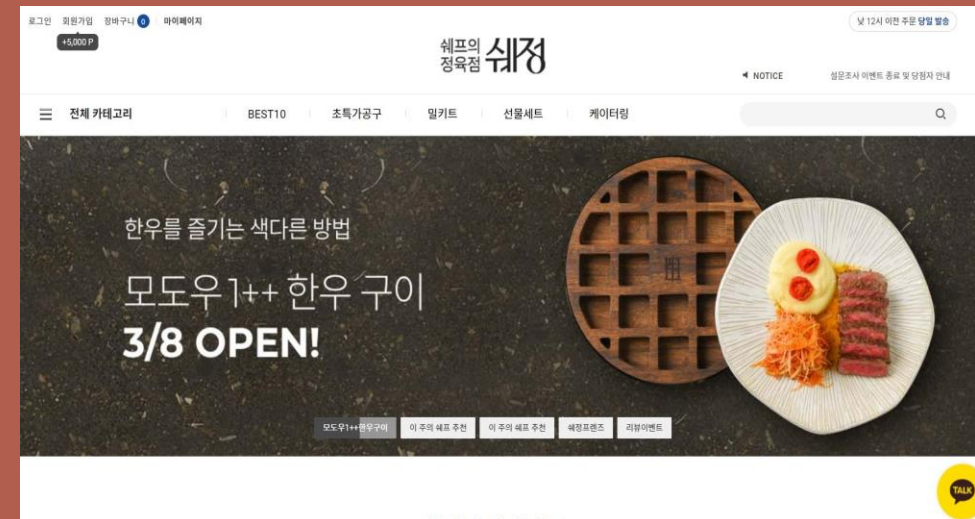 로그인 회원가입 장바구니 0 마이페이지
낮 12시 이전 주문 당일 발송
+5,000 P
쉐프의
정육점
쉐정
NOTICE 설문조사 이벤트 종료 및 당첨자 안내
전체 카테고리 BEST10 초특가공구 밀키트 선물세트 케이터링
한우를 즐기는 색다른 방법
모도우 1++ 한우 구이
3/8 OPEN!
모도우1++한우구이 이 주의 쉐프 추천 이 주의 쉐프 추천 쉐정프렌즈 리뷰이벤트
TALK